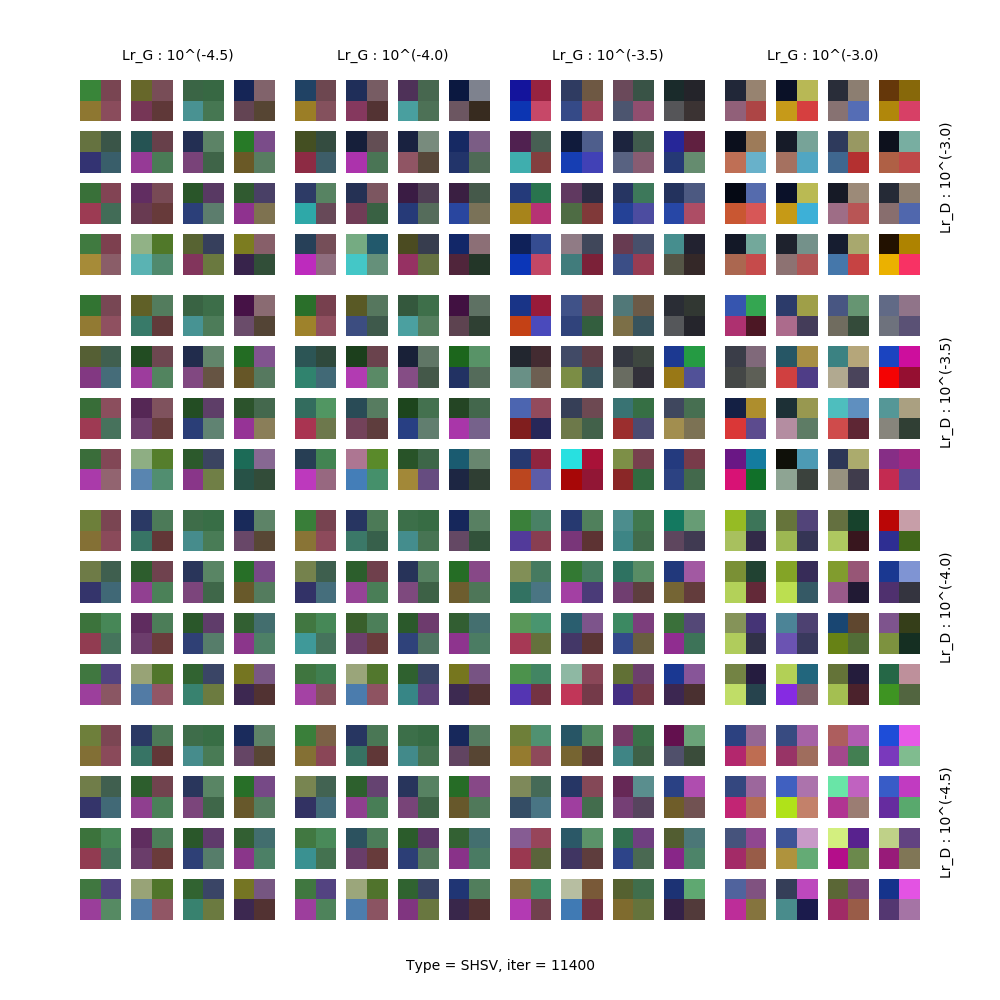 Lr_G : 10^(-4.5)
Lr_G : 10^(-4.0)
Lr_G : 10^(-3.5)
Lr_G : 10^(-3.0)
Lr_D : 10^(-3.0)
Lr_D : 10^(-3.5)
Lr_D : 10^(-4.0)
Lr_D : 10^(-4.5)
Type = SHSV, iter = 11400